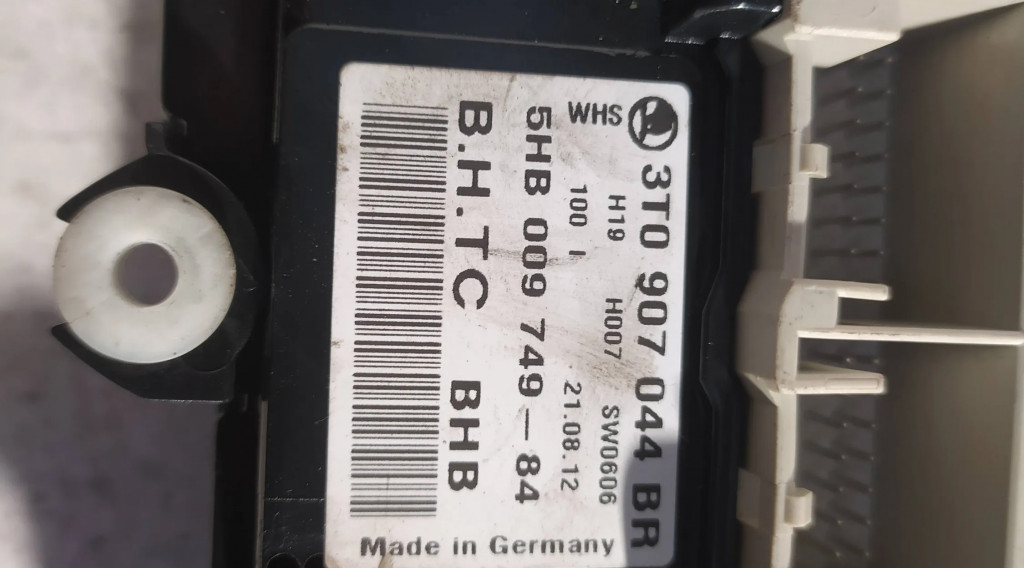 3T0 907 044 BR
WHS H19 H007 SW0606
100 I 21.08.12
5HB 009 749-84
B.H.TC BHB
Made in Germany